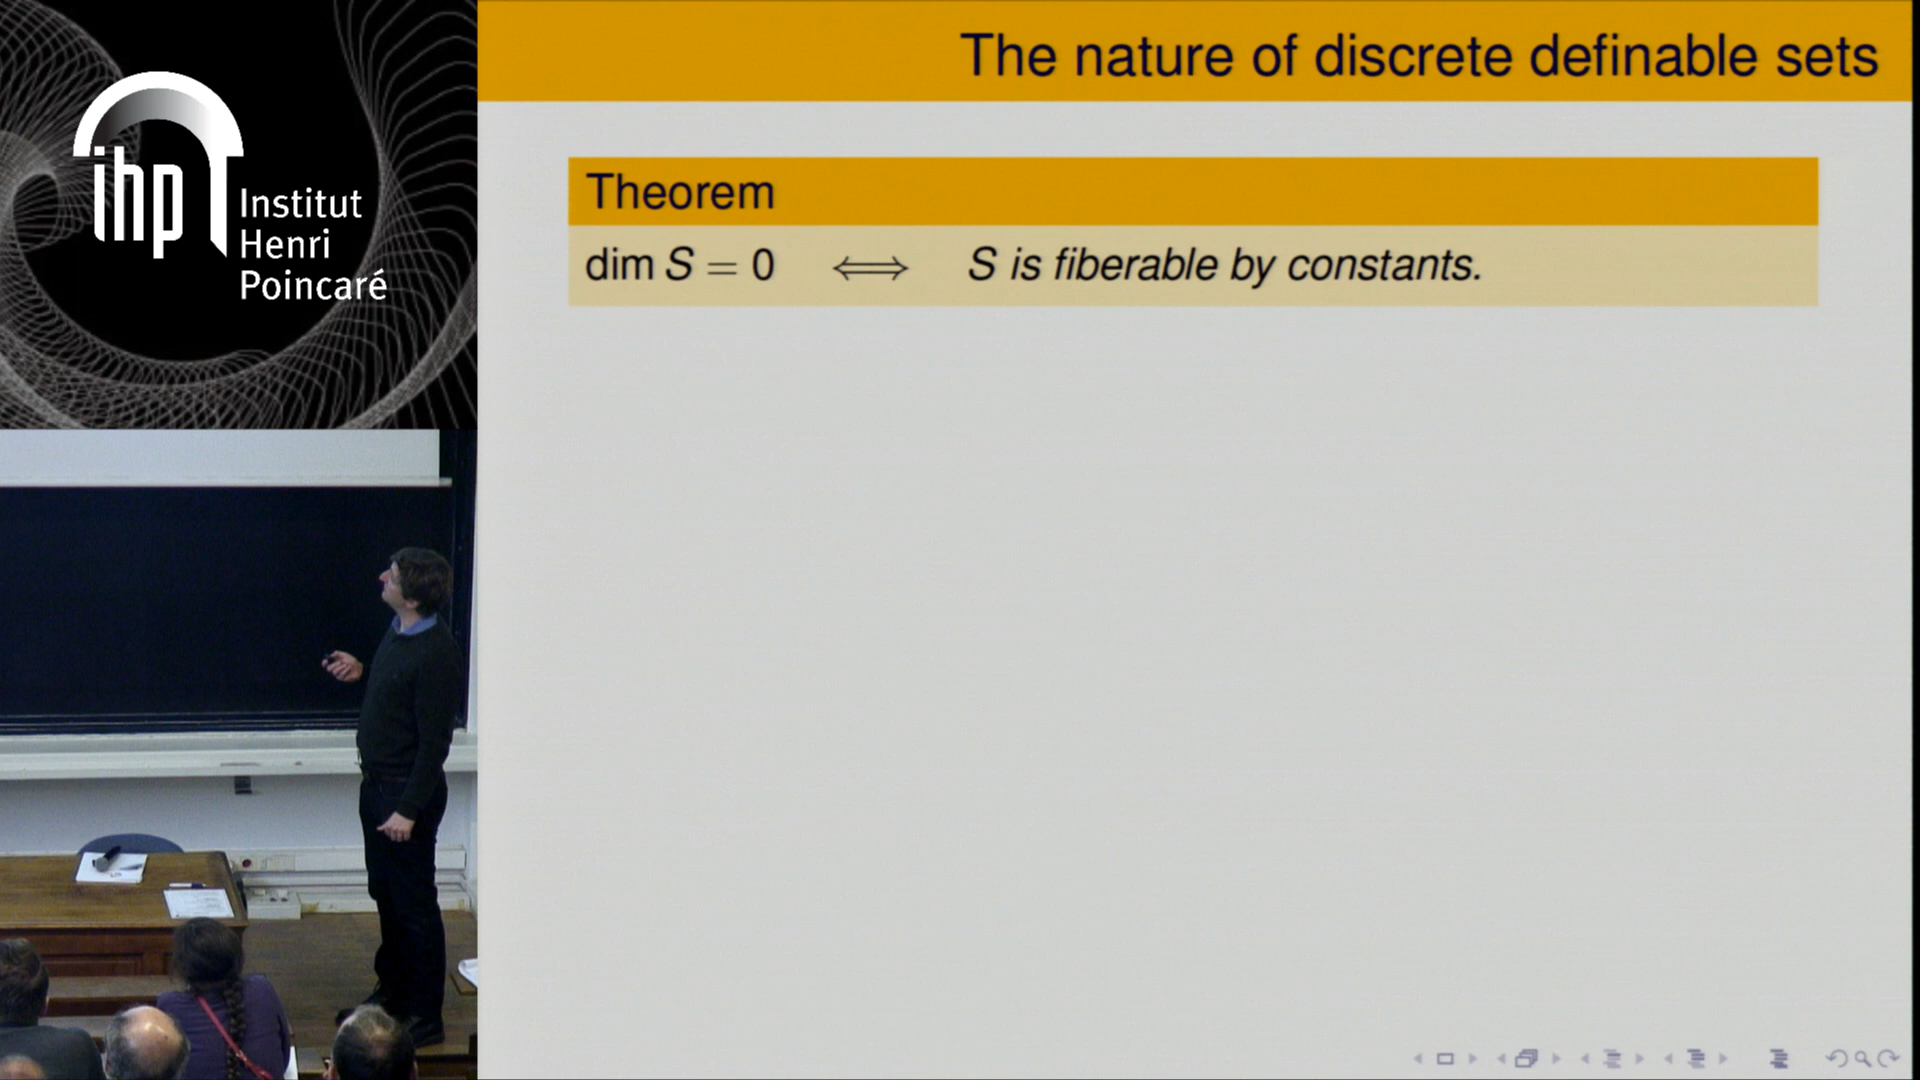 ihp
Institut
Henri
Poincaré
The nature of discrete definable sets
Theorem
dim S = 0 ⟺ S is fiberable by constants.